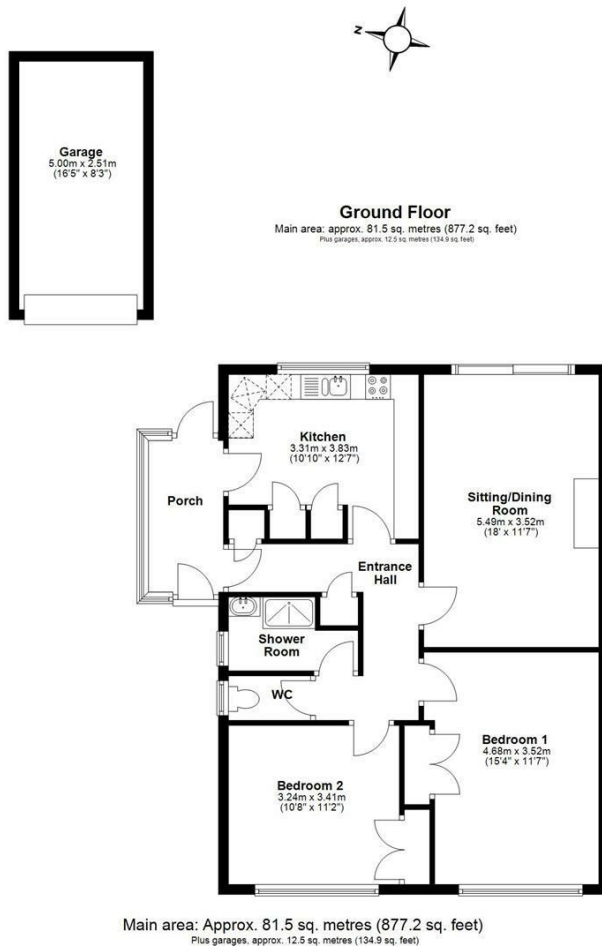 N
Garage
5.00m x 2.51m
(16'5" x 8'3")
Ground Floor
Main area: approx. 81.5 sq. metres (877.2 sq. feet)
Plus garages, approx. 12.5 sq. metres (134.9 sq. feet)
Kitchen
3.31m x 3.83m
(10'10" x 12'7")
Porch
Sitting/Dining
Room
5.49m x 3.52m
(18' x 11'7")
Entrance
Hall
Shower
Room
WC
Bedroom 1
4.68m x 3.52m
(15'4" x 11'7")
Bedroom 2
3.24m x 3.41m
(10'8" x 11'2")
Main area: Approx. 81.5 sq. metres (877.2 sq. feet)
Plus garages, approx. 12.5 sq. metres (134.9 sq. feet)